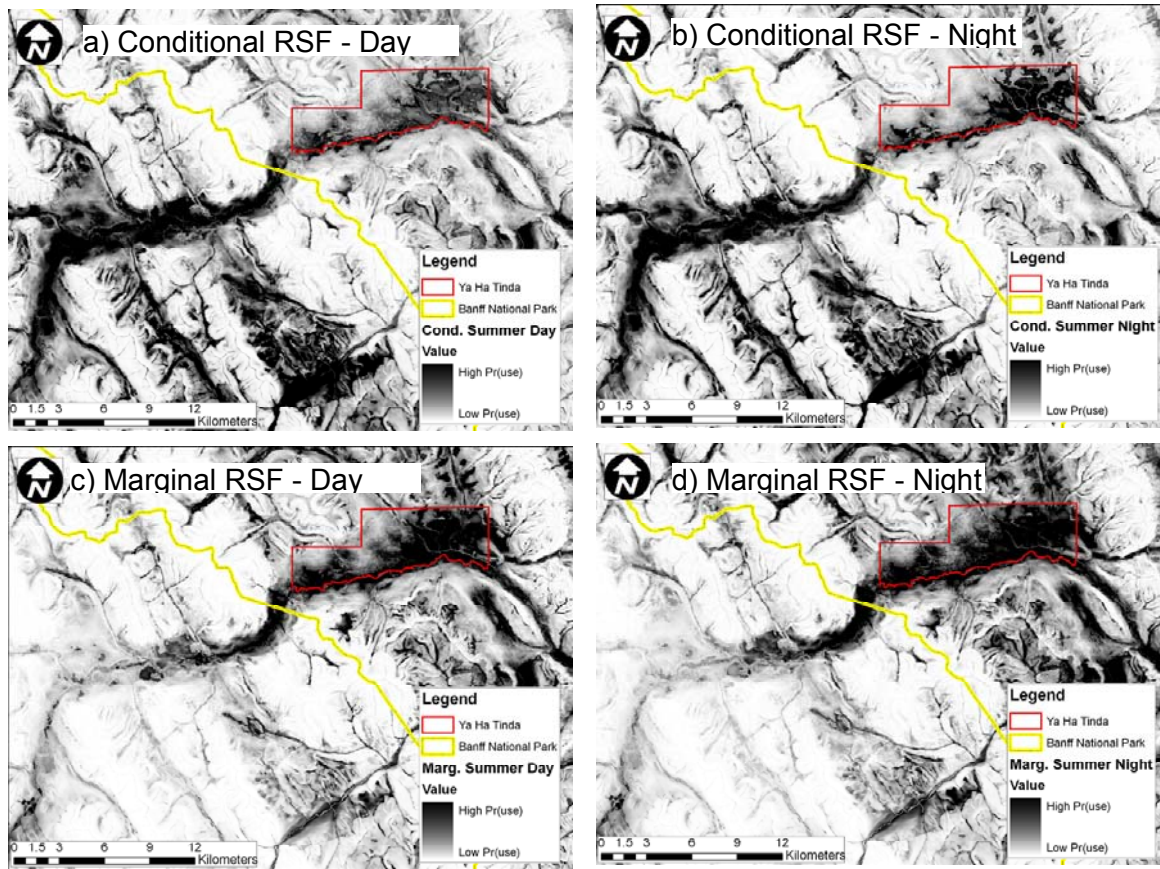 N
a) Conditional RSF - Day
Legend
Ya Ha Tinda
Banff National Park
Cond. Summer Day
Value
High Pr(use)
Low Pr(use)
0 1.5 3 6 9 12
Kilometers
N
b) Conditional RSF - Night
Legend
Ya Ha Tinda
Banff National Park
Cond. Summer Night
Value
High Pr(use)
Low Pr(use)
0 1.5 3 6 9 12
Kilometers
N
c) Marginal RSF - Day
Legend
Ya Ha Tinda
Banff National Park
Marg. Summer Day
Value
High Pr(use)
Low Pr(use)
0 1.5 3 6 9 12
Kilometers
N
d) Marginal RSF - Night
Legend
Ya Ha Tinda
Banff National Park
Marg. Summer Night
Value
High Pr(use)
Low Pr(use)
0 1.5 3 6 9 12
Kilometers